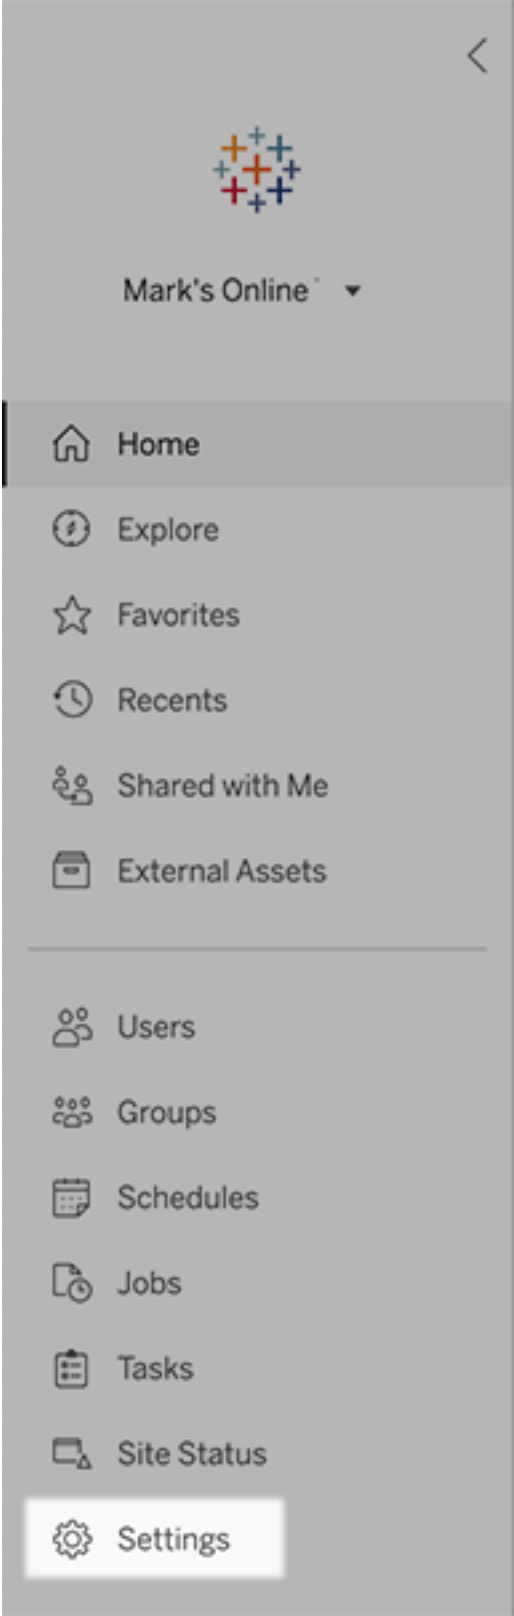 Mark's Online
Home
Explore
Favorites
Recents
Shared with Me
External Assets
Users
Groups
Schedules
Jobs
Tasks
Site Status
Settings